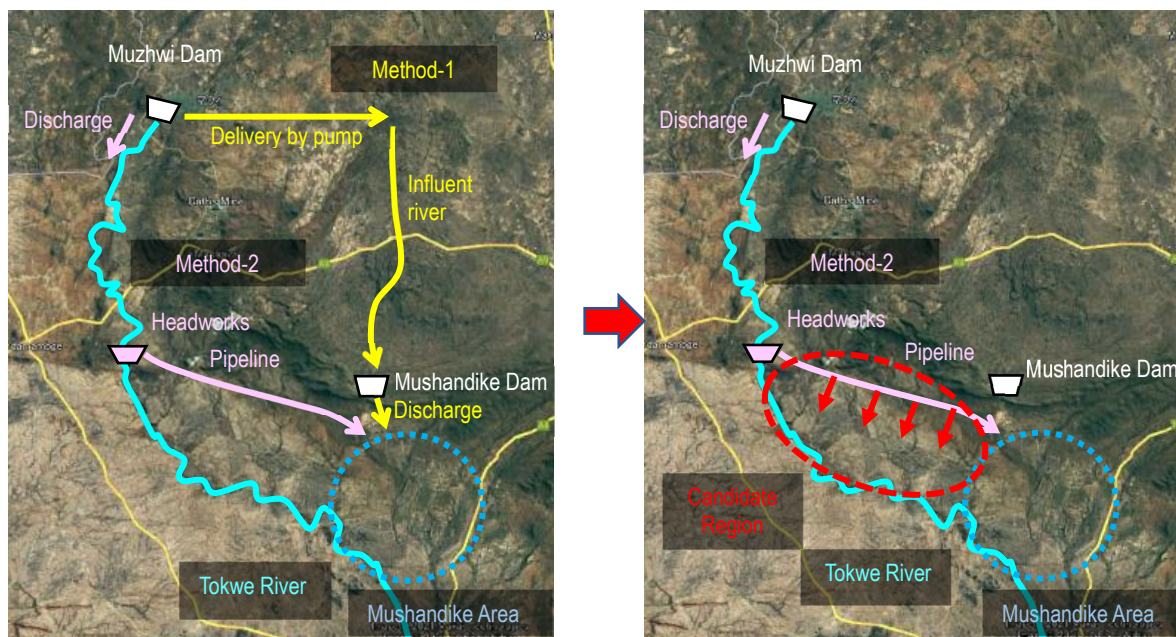 Muzhwi Dam
Method-1
Discharge
Delivery by pump
Influent
river
Method-2
Headworks
Pipeline
Mushandike Dam
Discharge
Tokwe River
Mushandike Area
Muzhwi Dam
Discharge
Method-2
Headworks
Pipeline
Mushandike Dam
Candidate
Region
Tokwe River
Mushandike Area